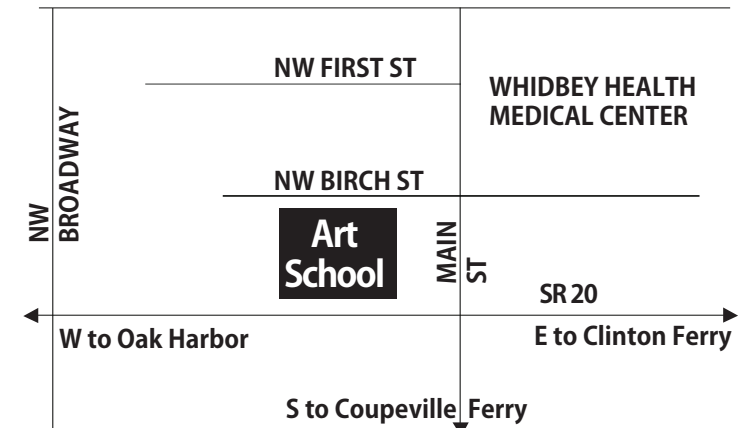 NW FIRST ST
WHIDBEY HEALTH
MEDICAL CENTER
NW
BROADWAY
NW BIRCH ST
Art
School
MAIN
ST
SR 20
W to Oak Harbor
E to Clinton Ferry
S to Coupeville Ferry